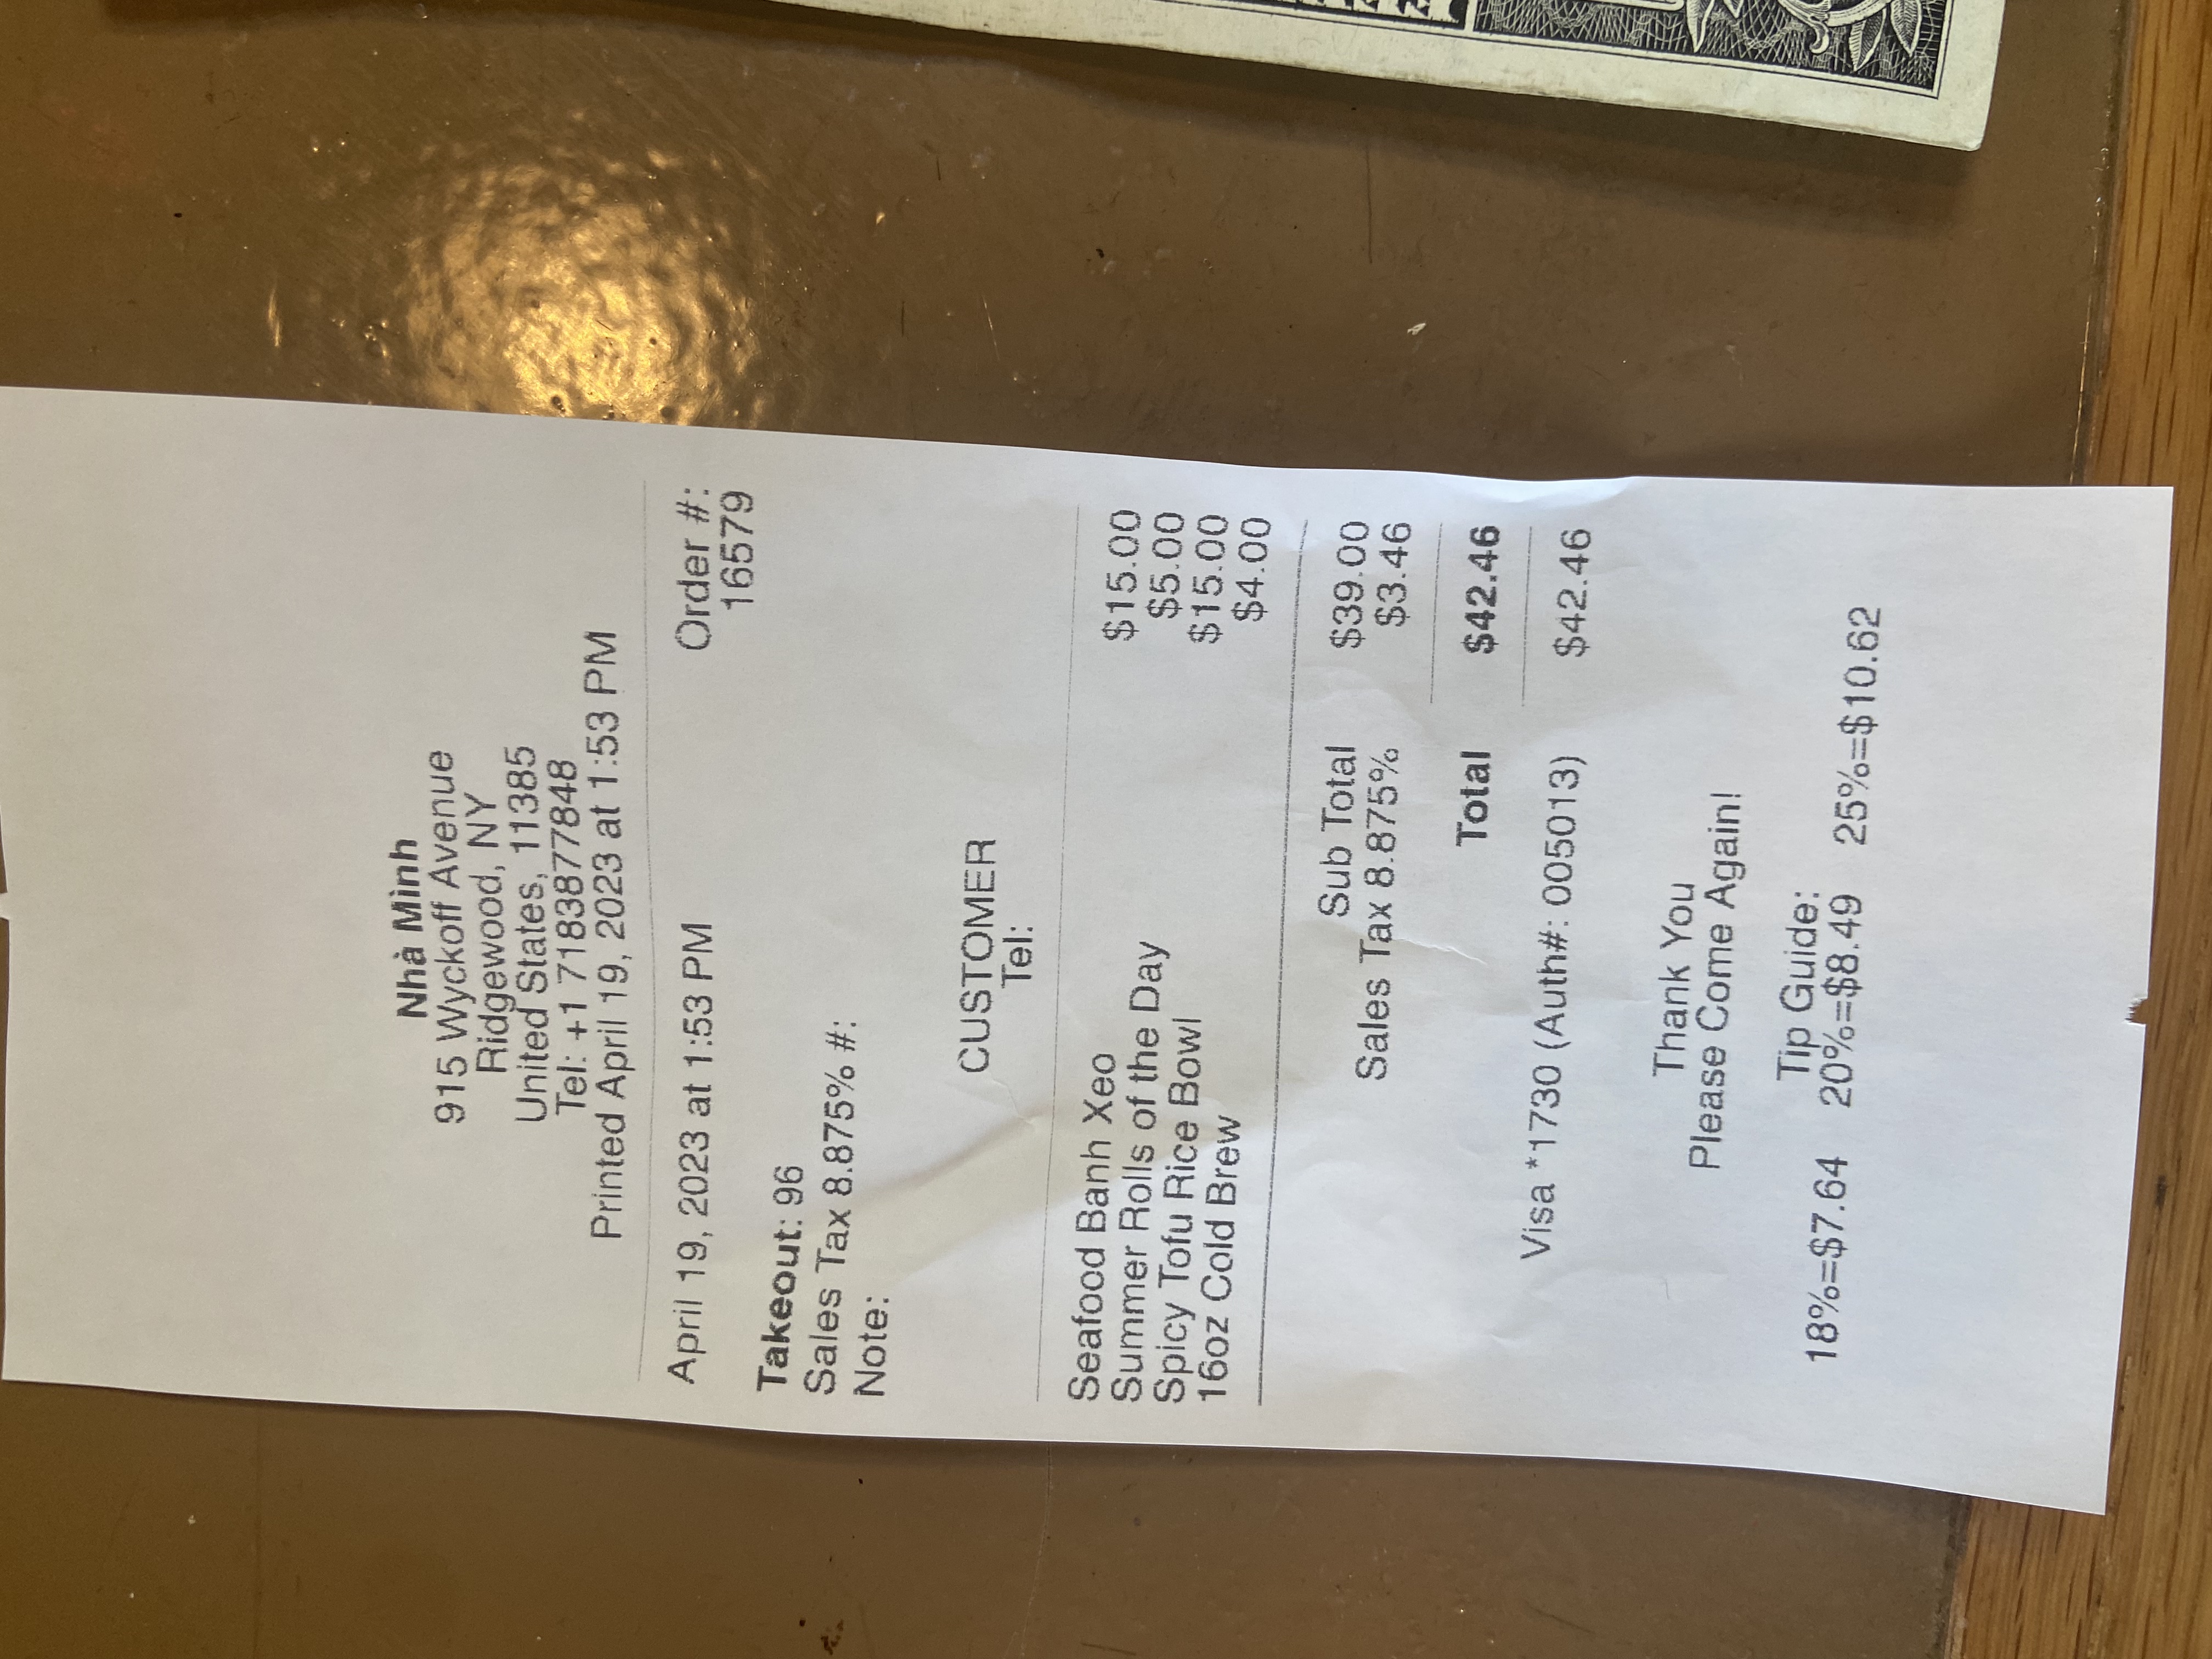 Nhà Mình
915 Wyckoff Avenue
Ridgewood, NY
United States, 11385
Tel: +1 7183877848
Printed April 19, 2023 at 1:53 PM
April 19, 2023 at 1:53 PM Order #:
16579
Takeout: 96
Sales Tax 8.875% #:
Note:
CUSTOMER
Tel:
Seafood Banh Xeo $15.00
Summer Rolls of the Day $5.00
Spicy Tofu Rice Bowl $15.00
16oz Cold Brew $4.00
Sub Total $39.00
Sales Tax 8.875% $3.46
Total $42.46
Visa *1730 (Auth#: 005013) $42.46
Thank You
Please Come Again!
Tip Guide:
18%=$7.64 20%=$8.49 25%=$10.62